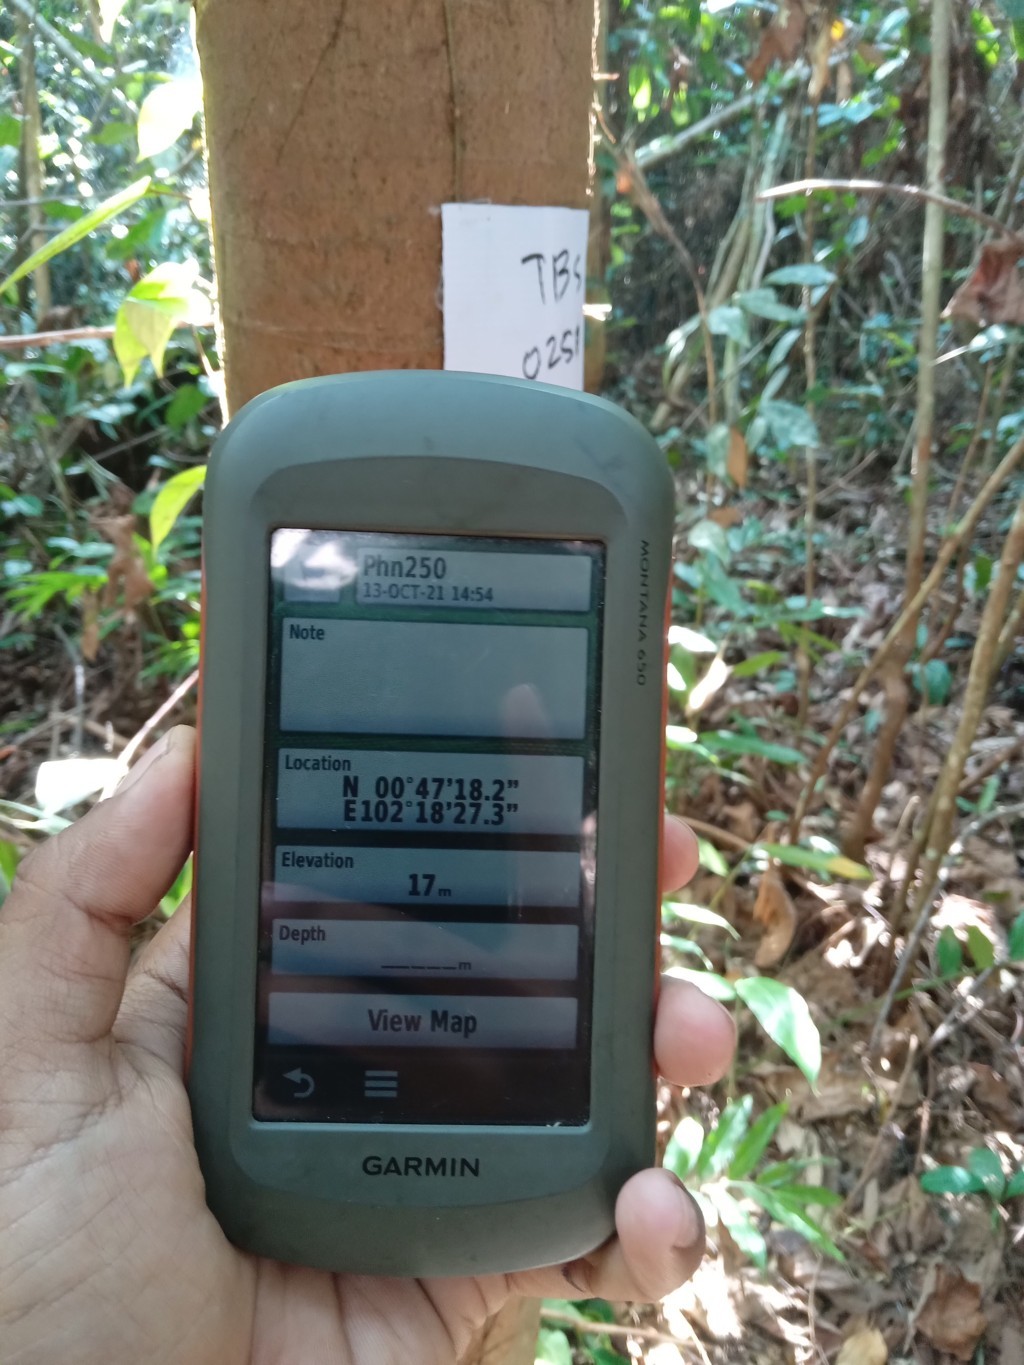 TBS
Phn250
13-OCT-21 14:54
MONTANA 650
Note
Location
N 00°47'18.2"
E102°18'27.3"
Elevation
17 m
Depth
_____m
View Map
GARMIN